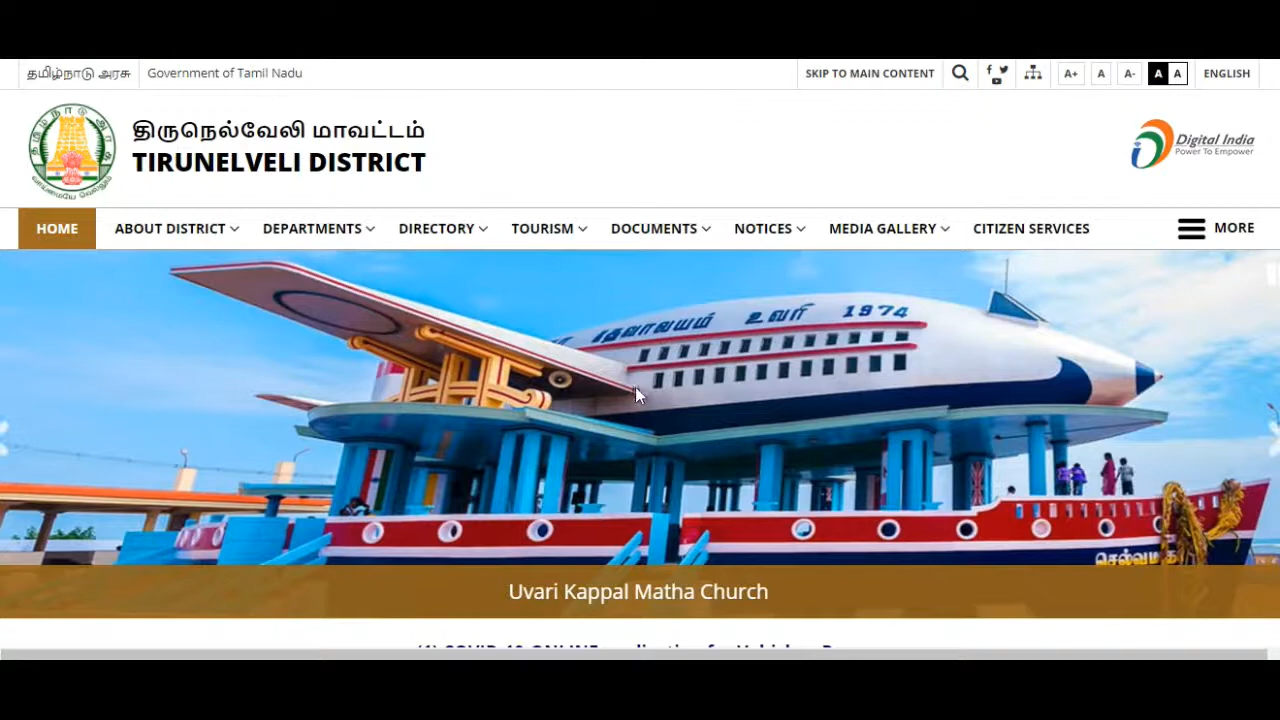 தமிழ்நாடு அரசு
Government of Tamil Nadu
SKIP TO MAIN CONTENT
A+
A
A-
A
A
ENGLISH
திருநெல்வேலி மாவட்டம்
TIRUNELVELI DISTRICT
Digital India
Power To Empower
HOME
ABOUT DISTRICT
DEPARTMENTS
DIRECTORY
TOURISM
DOCUMENTS
NOTICES
MEDIA GALLERY
CITIZEN SERVICES
MORE
தேவாலயம் உவரி 1974
Uvari Kappal Matha Church